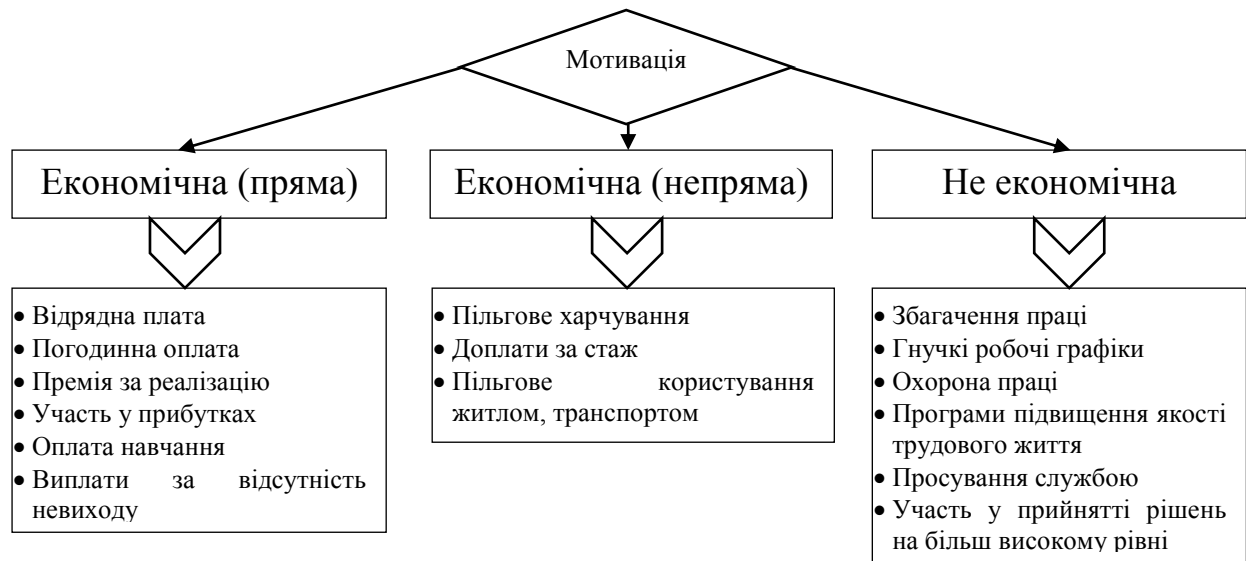 Мотивація
Економічна (пряма)
Економічна (непряма)
Не економічна
• Відрядна плата
• Погодинна оплата
• Премія за реалізацію
• Участь у прибутках
• Оплата навчання
• Виплати за відсутність
невиходу
• Пільгове харчування
• Доплати за стаж
• Пільгове користування
житлом, транспортом
• Збагачення праці
• Гнучкі робочі графіки
• Охорона праці
• Програми підвищення якості
трудового життя
• Просування службою
• Участь у прийнятті рішень
на більш високому рівні